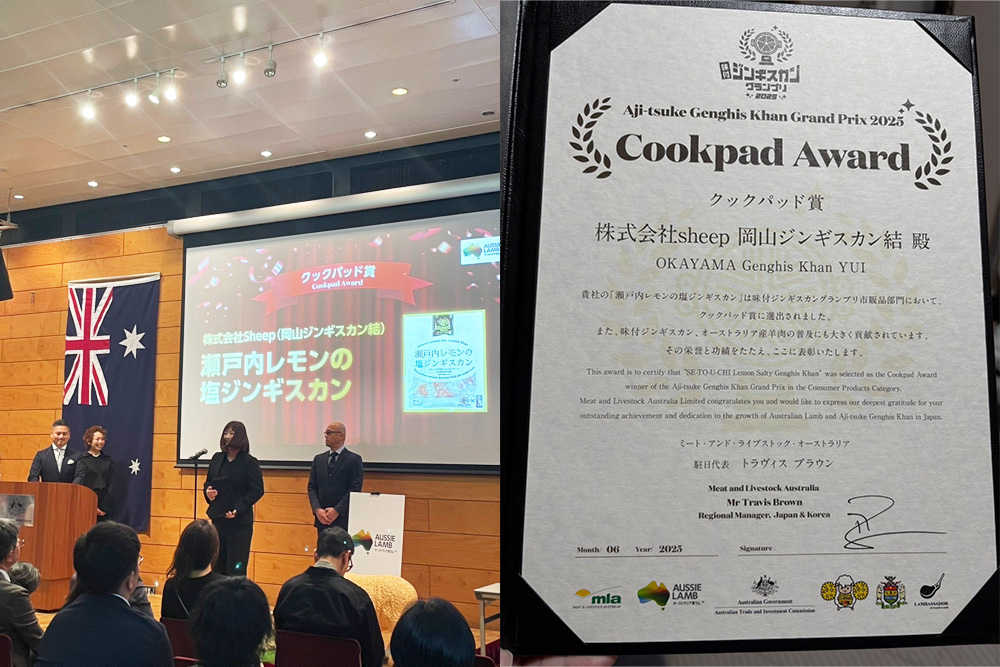 AUSSIE
LAMB
クックパッド賞
Cookpad Award
株式会社Sheep(岡山ジンギスカン結)
瀬戸内レモンの
塩ジンギスカン
瀬戸内レモンの
塩ジンギスカン
AUSSIE
LAMB
味付
ジンギスカン
グランプリ
2025
Aji-tsuke Genghis Khan Grand Prix 2025
Cookpad Award
クックパッド賞
株式会社sheep 岡山ジンギスカン結 殿
OKAYAMA Genghis Khan YUI
貴社の「瀬戸内レモンの塩ジンギスカン」は味付ジンギスカングランプリ市販品部門において、
クックパッド賞に選出されました。
また、味付ジンギスカン、オーストラリア産羊肉の普及にも大きく貢献されています。
その栄誉と功績をたたえ、ここに表彰いたします。
This award is to certify that "SE-TO-U-CHI Lemon Salty Genghis Khan" was selected as the Cookpad Award
winner of the Aji-tsuke Genghis Khan Grand Prix in the Consumer Products Category.
Meat and Livestock Australia Limited congratulates you and would like to express our deepest gratitude for your
outstanding achievement and dedication to the growth of Australian Lamb and Aji-tsuke Genghis Khan in Japan.
ミート・アンド・ライブストック・オーストラリア
駐日代表 トラヴィス ブラウン
Meat and Livestock Australia
Mr Travis Brown
Regional Manager, Japan & Korea
Month/ 06 Year/ 2025 Signature:
mla
MEAT & LIVESTOCK AUSTRALIA
AUSSIE
LAMB
オーストラリア産ラム
Australian Government
Australian Trade and Investment Commission
LAMBASSADOR